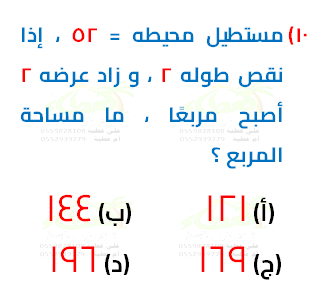 ١٠) مستطيل محيطه = ٥٢ ، إذا
نقص طوله ٢ ، و زاد عرضه ٢
أصبح مربعًا ، ما مساحة
المربع ؟
(أ) ١٢١ (ب) ١٤٤
(ج) ١٦٩ (د) ١٩٦